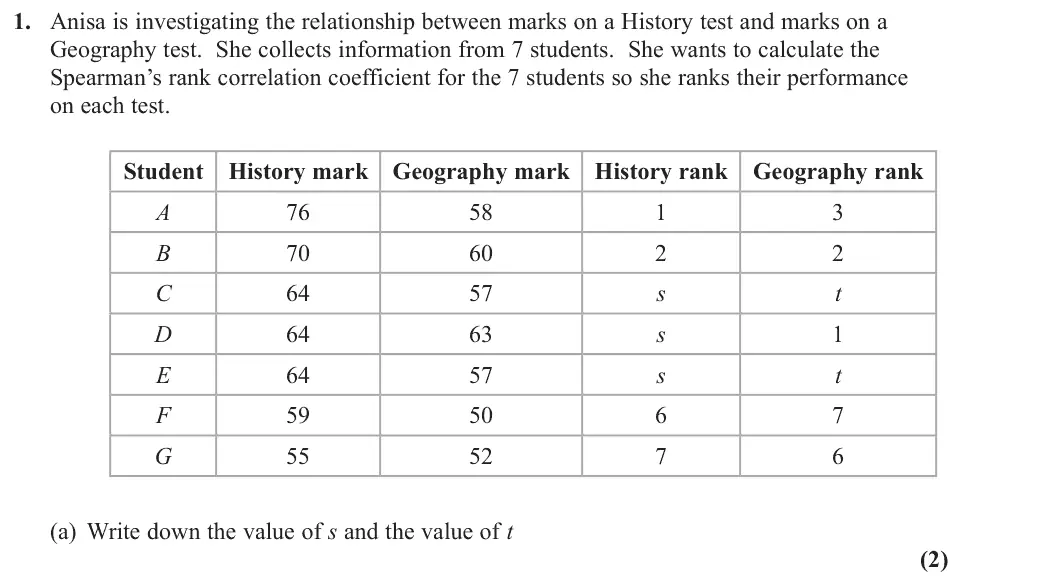 1. Anisa is investigating the relationship between marks on a History test and marks on a
Geography test. She collects information from 7 students. She wants to calculate the
Spearman's rank correlation coefficient for the 7 students so she ranks their performance
on each test.
Student History mark Geography mark History rank Geography rank
A 76 58 1 3
B 70 60 2 2
C 64 57 s t
D 64 63 s 1
E 64 57 s t
F 59 50 6 7
G 55 52 7 6
(a) Write down the value of s and the value of t
(2)